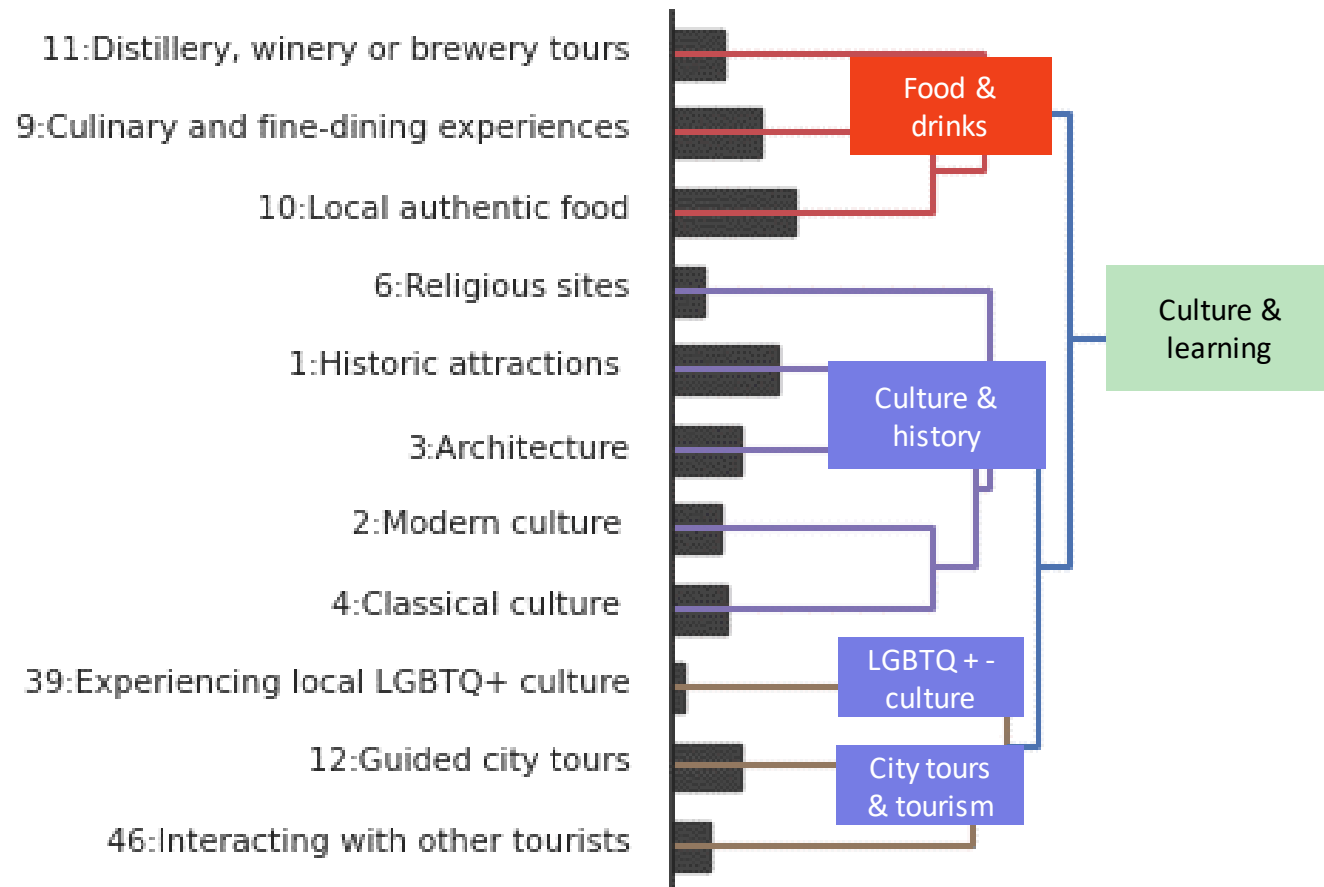 11:Distillery, winery or brewery tours
9:Culinary and fine-dining experiences
10:Local authentic food
6:Religious sites
1:Historic attractions
3:Architecture
2:Modern culture
4:Classical culture
39:Experiencing local LGBTQ+ culture
12:Guided city tours
46:Interacting with other tourists
Food &
drinks
Culture &
history
LGBTQ + -
culture
City tours
& tourism
Culture &
learning